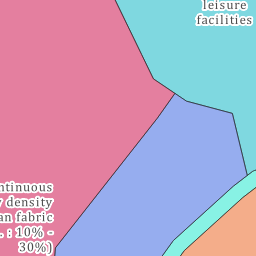 leisure
facilities
ntinuous
density
an fabric
. : 10% -
30%)